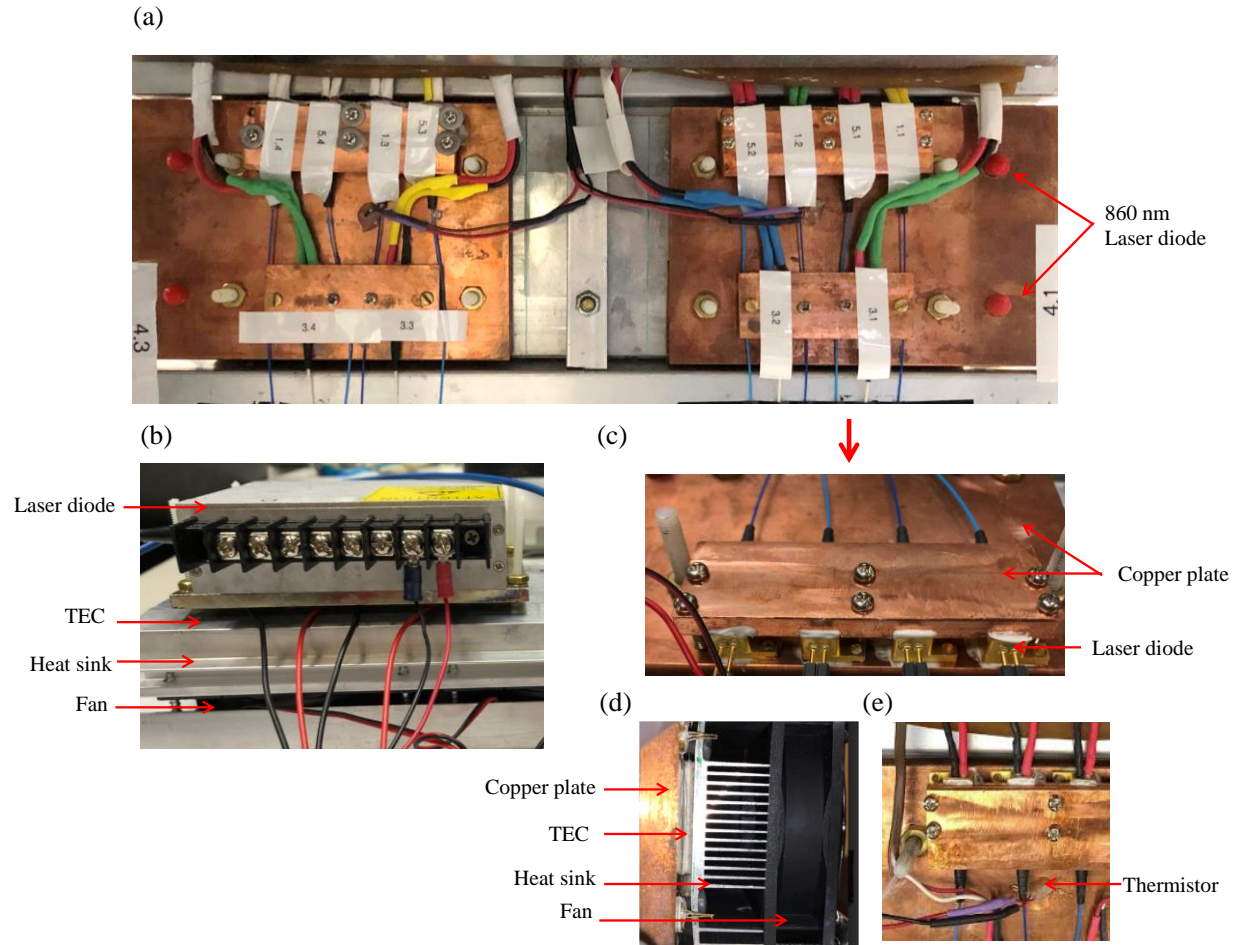 (a)
1.4
5.4
1.3
5.3
5.2
1.2
5.1
1.1
860 nm
Laser diode
4.3
3.4
3.3
3.2
3.1
4.1
(b)
(c)
Laser diode
TEC
Heat sink
Fan
Copper plate
Laser diode
(d)
(e)
Copper plate
TEC
Heat sink
Fan
Thermistor